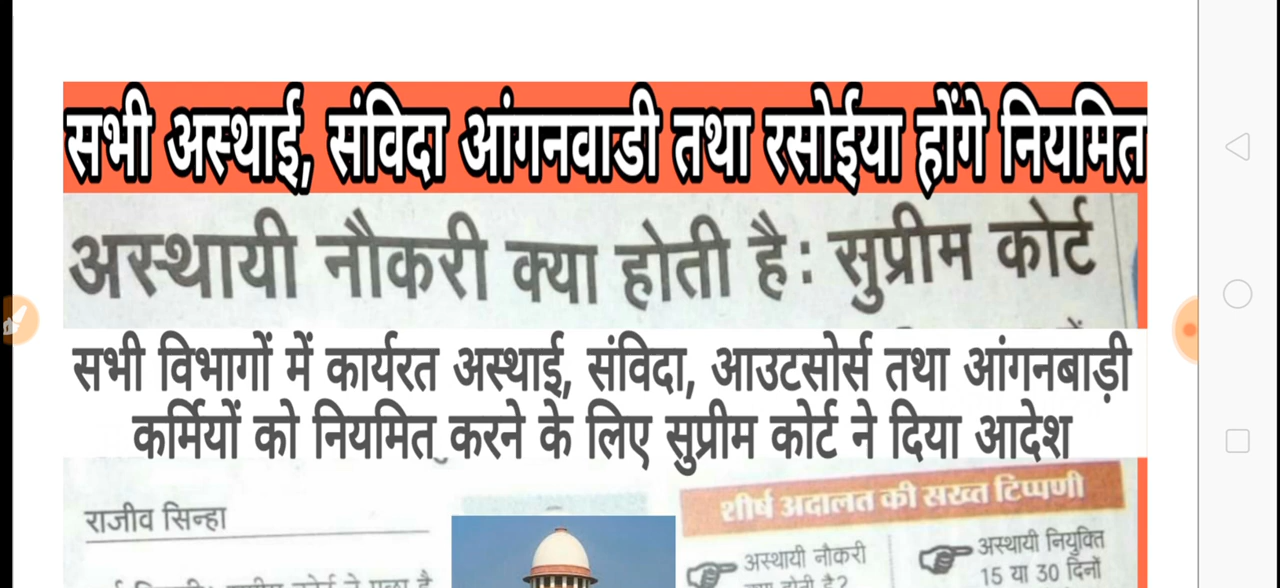 सभी अस्थाई, संविदा आंगनवाडी तथा रसोईया होंगे नियमित
अस्थायी नौकरी क्या होती है: सुप्रीम कोर्ट
सभी विभागों में कार्यरत अस्थाई, संविदा, आउटसोर्स तथा आंगनबाड़ी
कर्मियों को नियमित करने के लिए सुप्रीम कोर्ट ने दिया आदेश
राजीव सिन्हा
शीर्ष अदालत की सख्त टिप्पणी
अस्थायी नौकरी
होती है?
अस्थायी नियुक्ति
15 या 30 दिनों